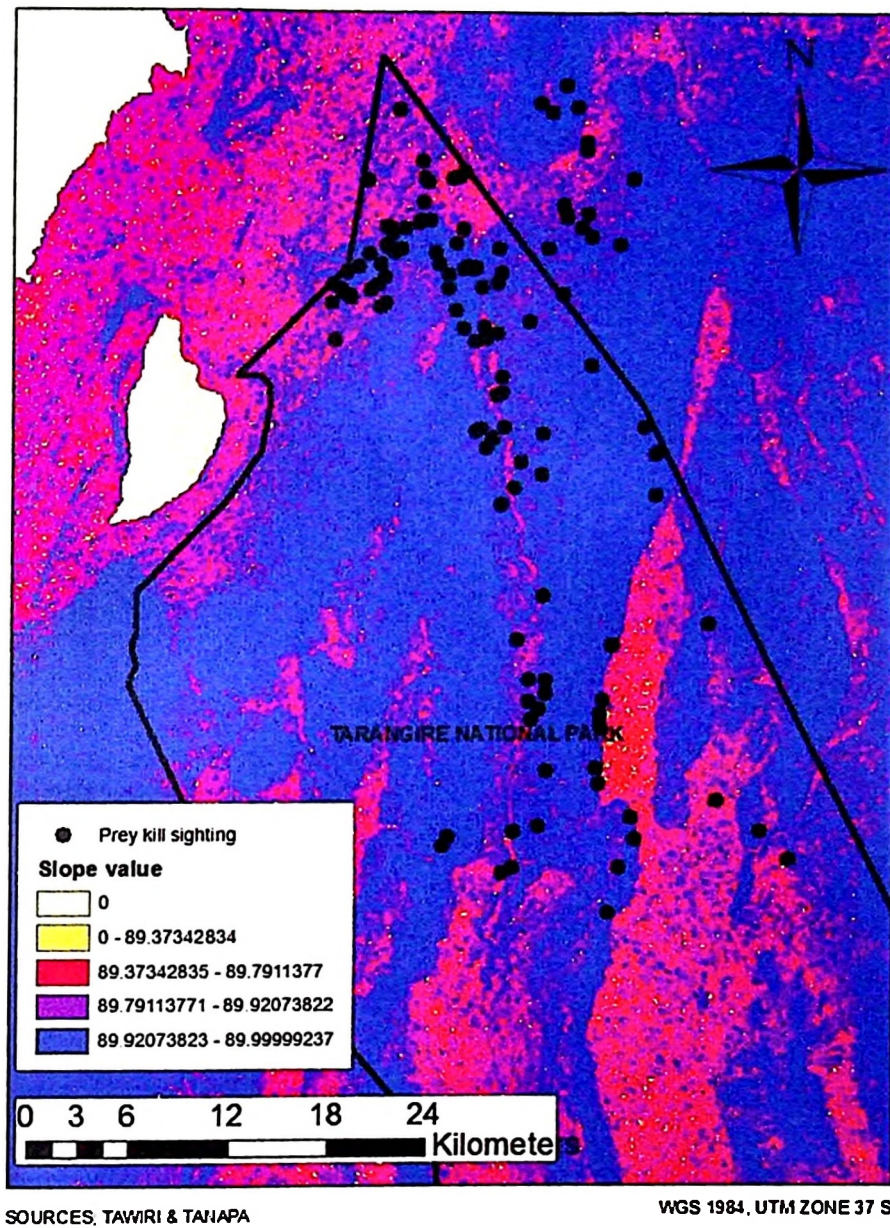 N
TARANGIRE NATIONAL PARK
Prey kill sighting
Slope value
0
0 - 89.37342834
89.37342835 - 89.7911377
89.79113771 - 89.92073822
89.92073823 - 89.99999237
0 3 6 12 18 24
Kilometers
SOURCES, TAWIRI & TANAPA
WGS 1984, UTM ZONE 37 S